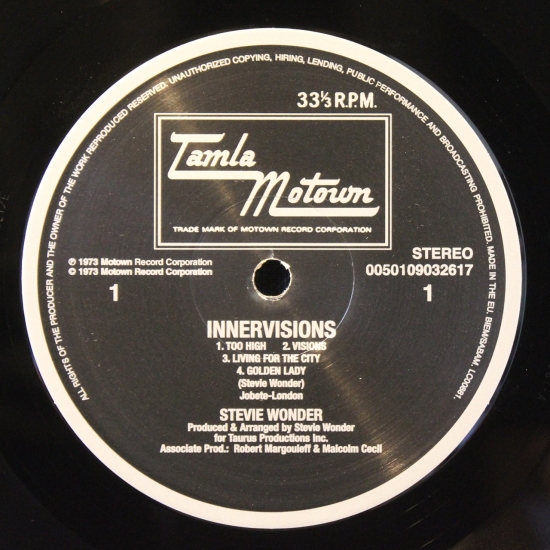 ALL RIGHTS OF THE PRODUCER AND THE OWNER OF THE WORK REPRODUCED RESERVED. UNAUTHORIZED COPYING, HIRING, LENDING, PUBLIC PERFORMANCE AND BROADCASTING PROHIBITED. MADE IN THE EU. BIEM/SABAM. LC00881.
33⅓ R.P.M.
Tamla
Motown
TRADE MARK OF MOTOWN RECORD CORPORATION
℗ 1973 Motown Record Corporation
© 1973 Motown Record Corporation
STEREO
0050109032617
1
1
INNERVISIONS
1. TOO HIGH 2. VISIONS
3. LIVING FOR THE CITY
4. GOLDEN LADY
(Stevie Wonder)
Jobete-London
STEVIE WONDER
Produced & Arranged by Stevie Wonder
for Taurus Productions Inc.
Associate Prod.: Robert Margouleff & Malcolm Cecil